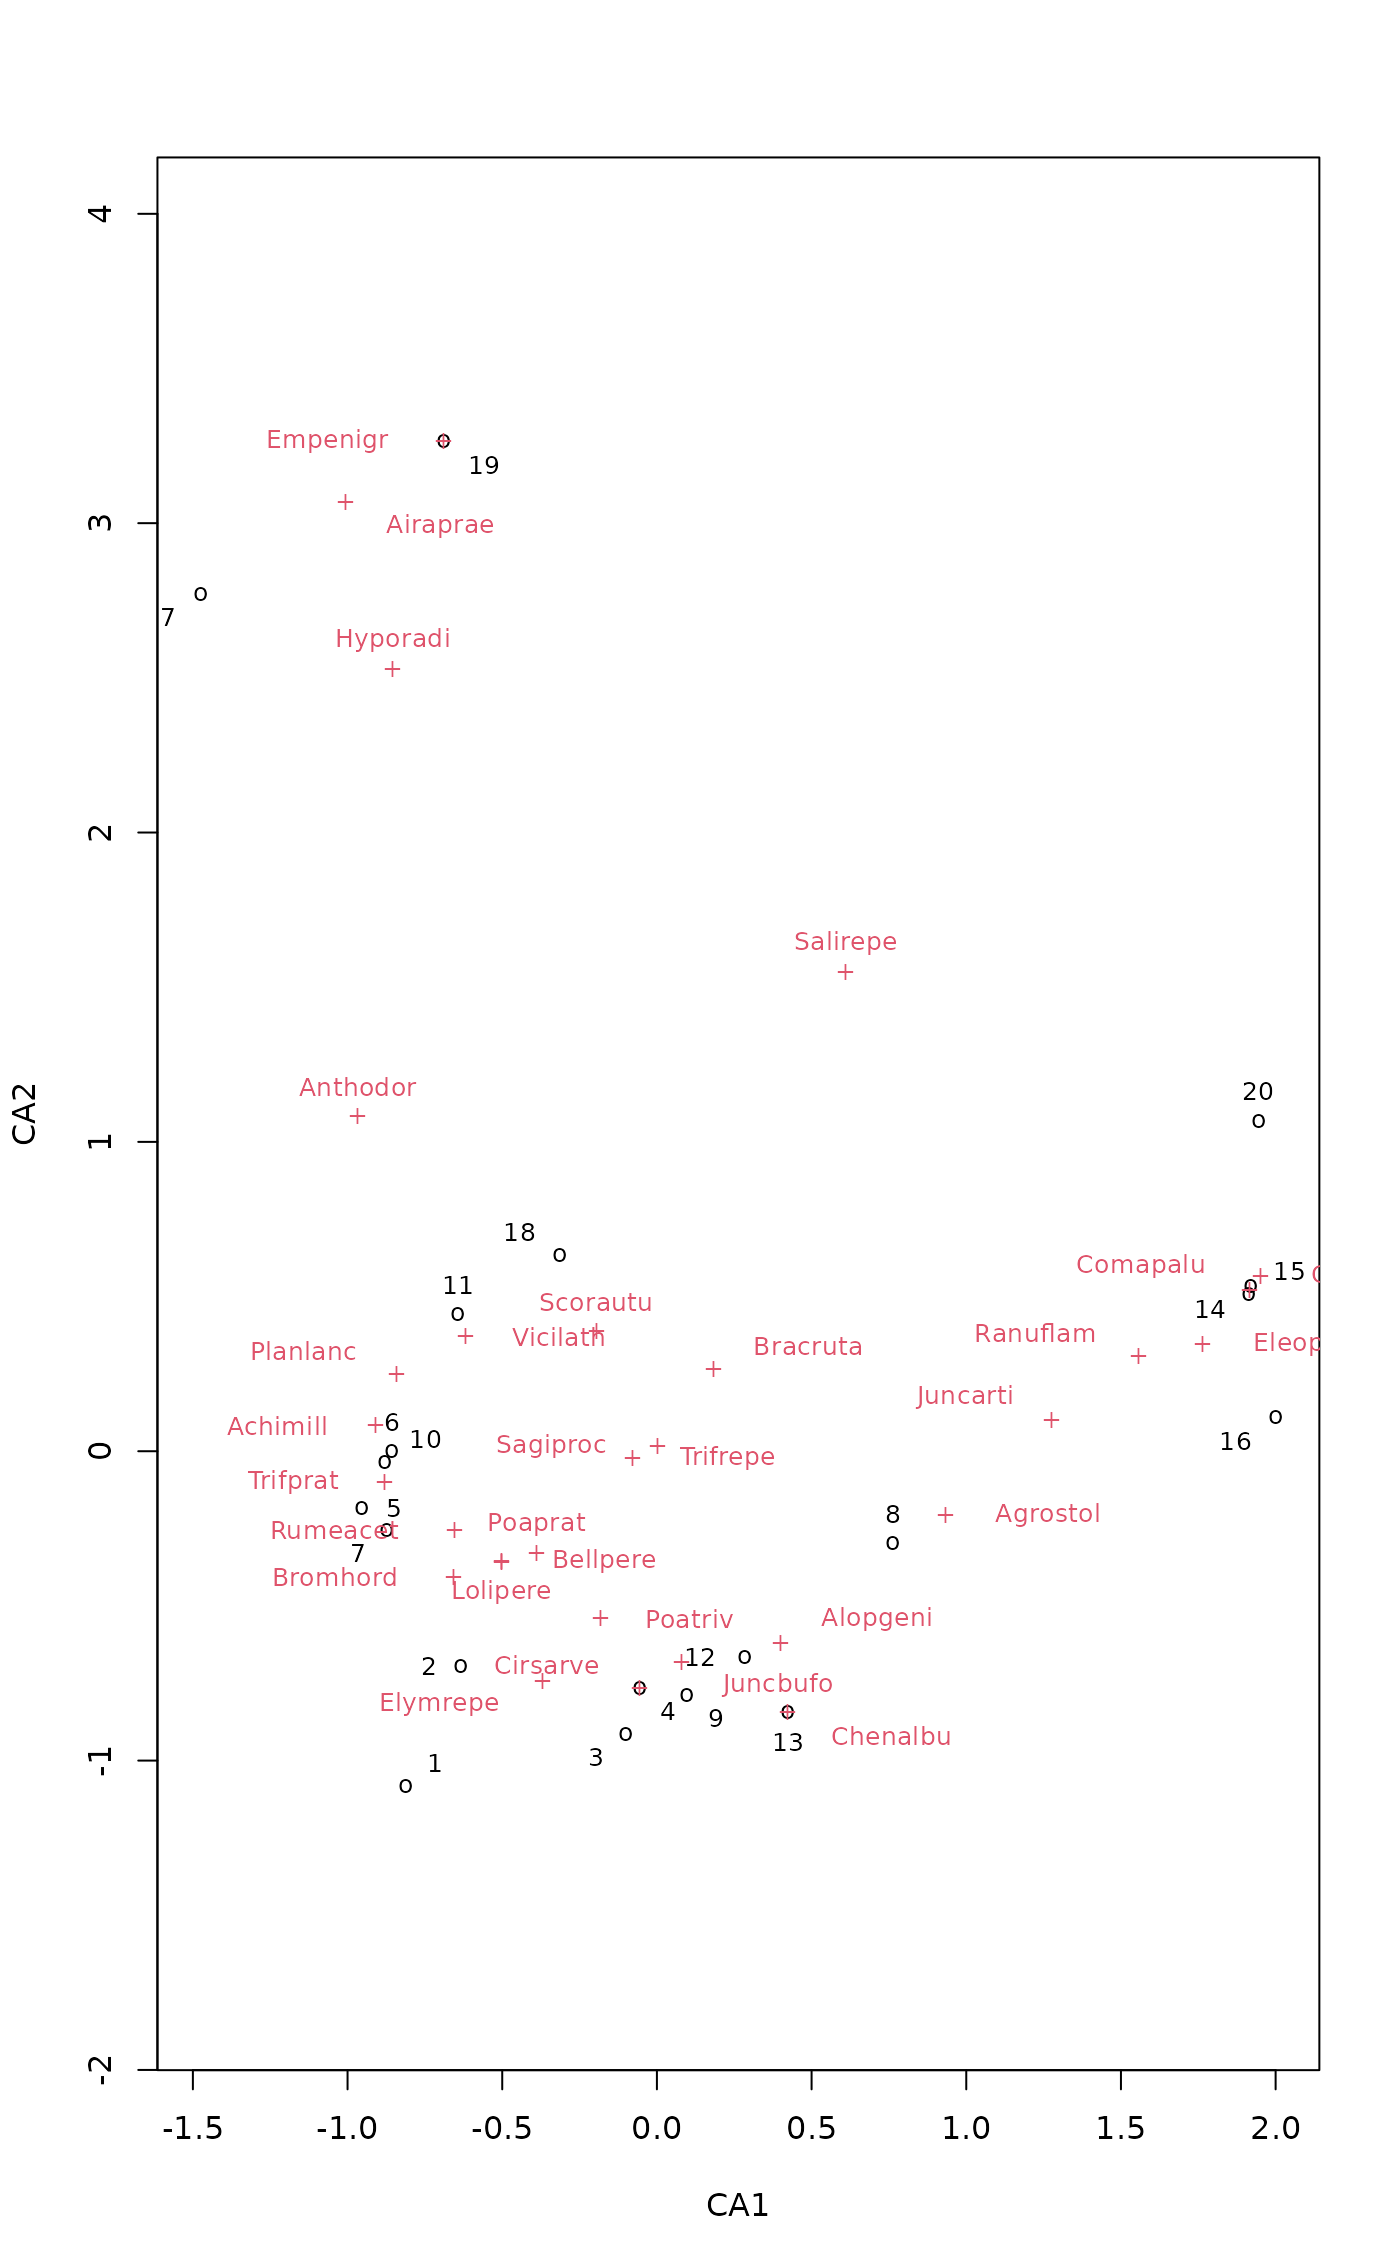 4
Empenigr
19
3
Airaprae
7
Hyporadi
2
Salirepe
CA2
Anthodor
20
1
18
Comapalu
15
11
Scorautu
14
Ranuflam
Vicilath
Eleop
Planlanc
Bracruta
Juncarti
6
Achimill
10
16
0
Sagiproc
Trifrepe
Trifprat
5
8
Agrostol
Rumeacet
Poaprat
7
Bellpere
Bromhord
Lolipere
Poatriv
Alopgeni
2
Cirsarve
12
Juncbufo
Elymrepe
4
9
13
Chenalbu
3
1
-1
-2
-1.5 -1.0 -0.5 0.0 0.5 1.0 1.5 2.0
CA1